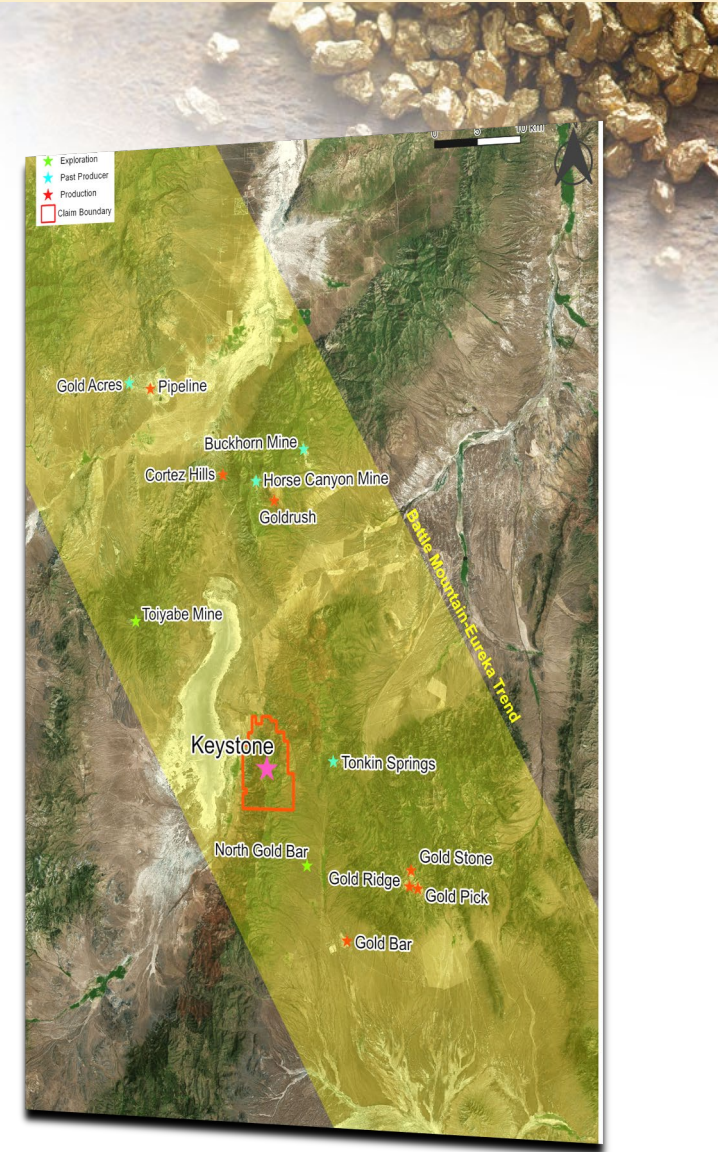 0 5 10 KM
Exploration
Past Producer
Production
Claim Boundary
Gold Acres
Pipeline
Buckhorn Mine
Cortez Hills
Horse Canyon Mine
Goldrush
Battle Mountain-Eureka Trend
Toiyabe Mine
Keystone
Tonkin Springs
North Gold Bar
Gold Stone
Gold Ridge
Gold Pick
Gold Bar